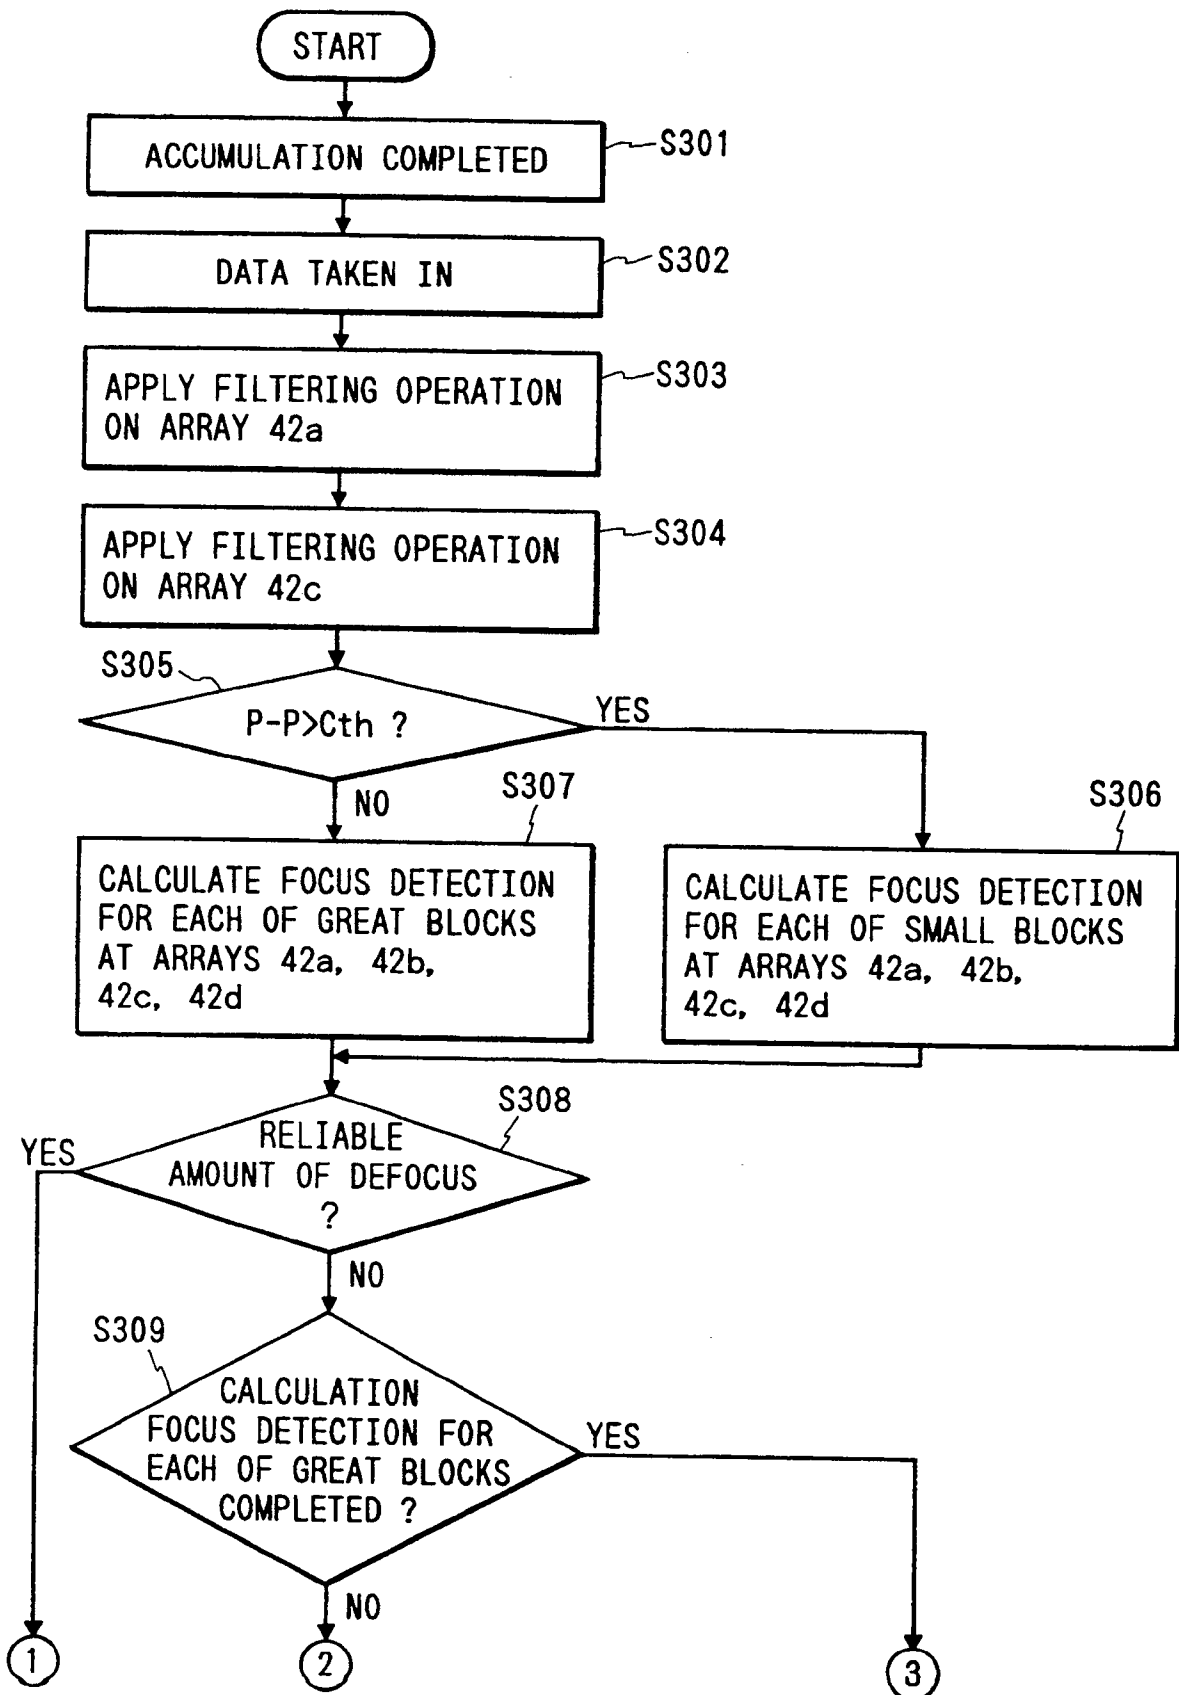 START
ACCUMULATION COMPLETED
S301
DATA TAKEN IN
S302
APPLY FILTERING OPERATION
ON ARRAY 42a
S303
APPLY FILTERING OPERATION
ON ARRAY 42c
S304
S305
P-P>Cth ?
YES
NO
S307
CALCULATE FOCUS DETECTION
FOR EACH OF GREAT BLOCKS
AT ARRAYS 42a, 42b,
42c, 42d
S306
CALCULATE FOCUS DETECTION
FOR EACH OF SMALL BLOCKS
AT ARRAYS 42a, 42b,
42c, 42d
S308
YES
RELIABLE
AMOUNT OF DEFOCUS
?
NO
S309
CALCULATION
FOCUS DETECTION FOR
EACH OF GREAT BLOCKS
COMPLETED ?
YES
NO
1
2
3